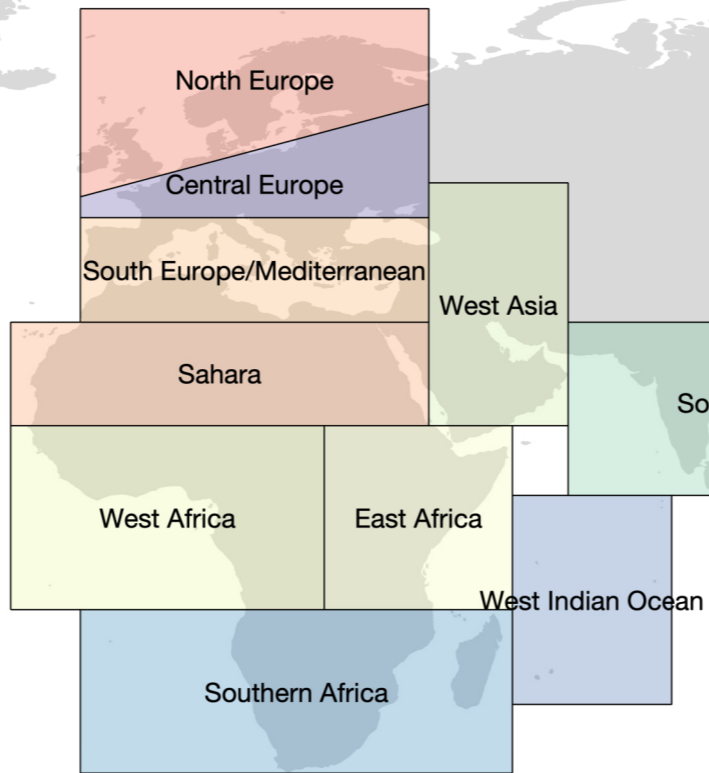 North Europe
Central Europe
South Europe/Mediterranean
West Asia
Sahara
So
West Africa
East Africa
West Indian Ocean
Southern Africa